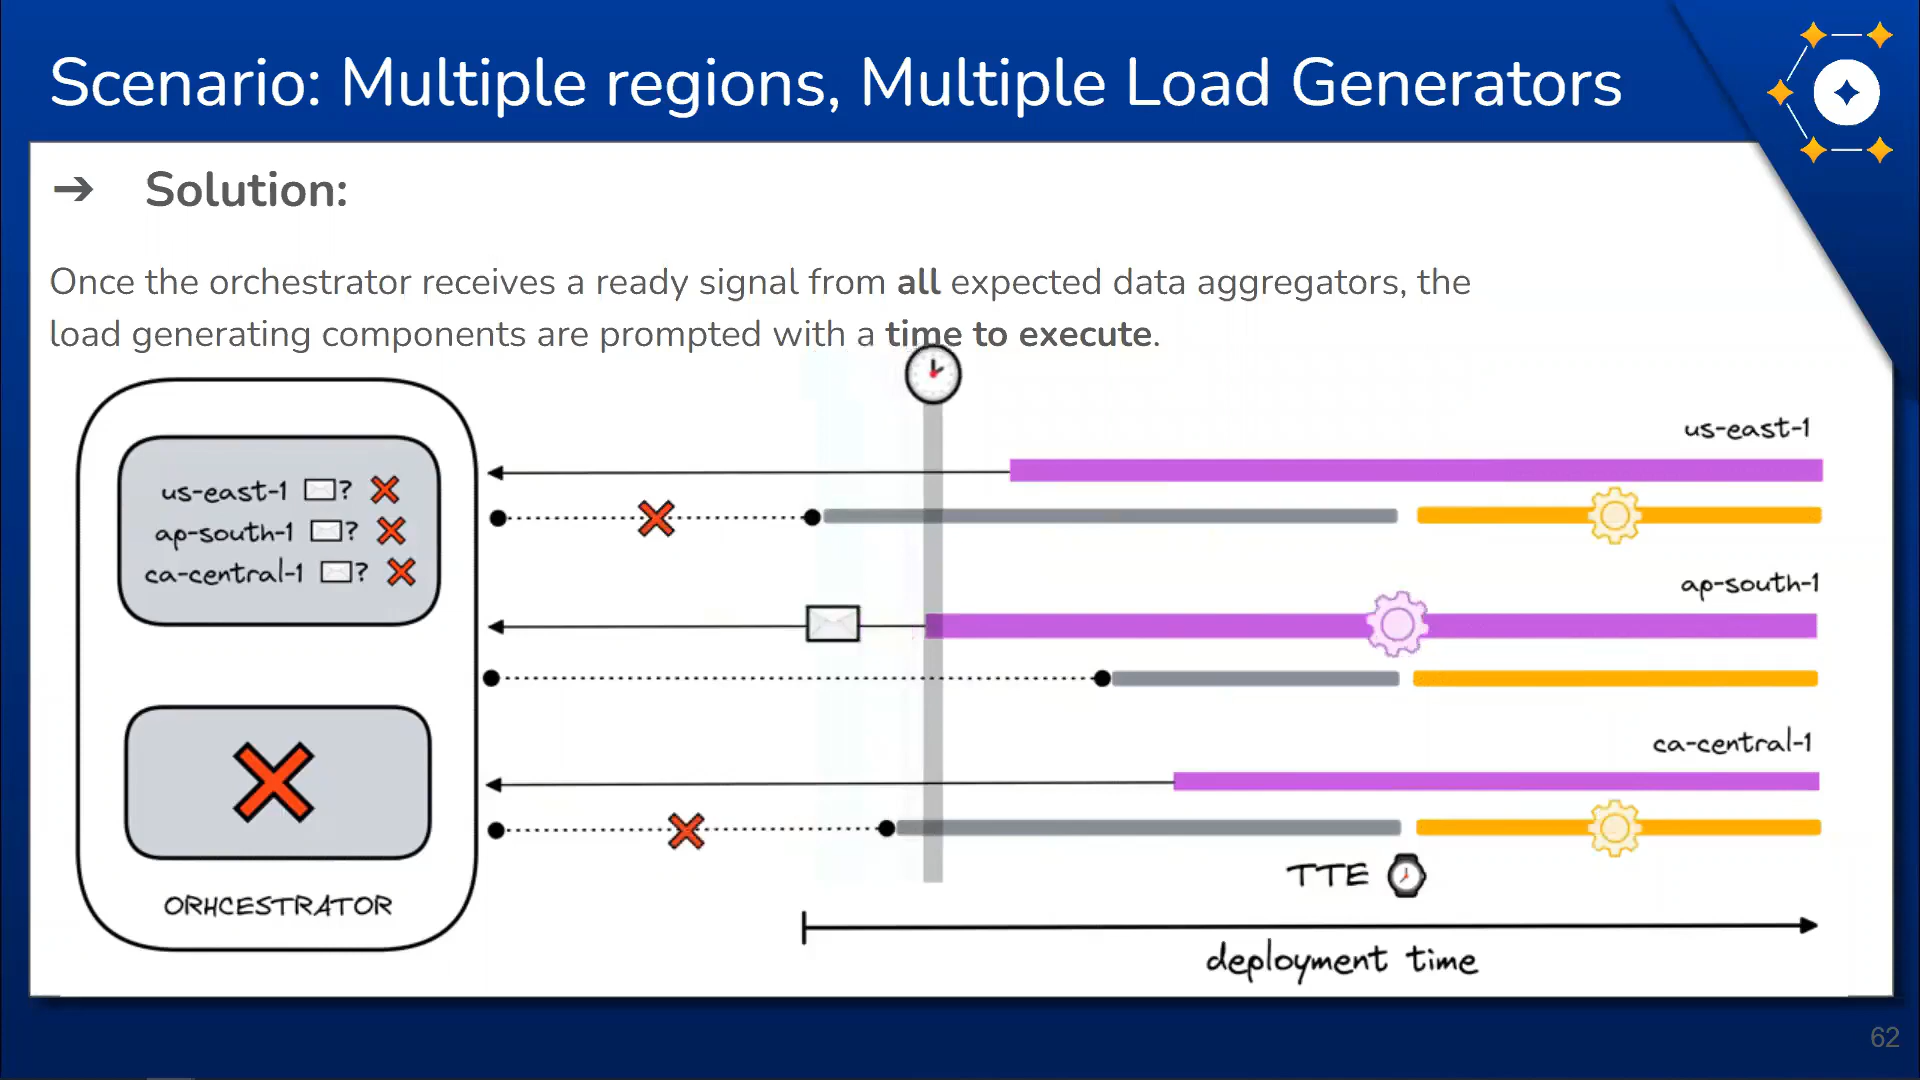 Scenario: Multiple regions, Multiple Load Generators
➔ Solution:
Once the orchestrator receives a ready signal from all expected data aggregators, the
load generating components are prompted with a time to execute.
us-east-1 ?
ap-south-1 ?
ca-central-1 ?
ORHCESTRATOR
us-east-1
ap-south-1
ca-central-1
TTE
deployment time
62